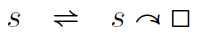 s ⇌ s ↷ □